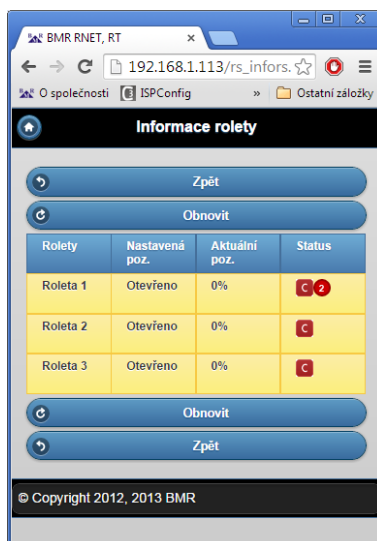 BMR RNET, RT
192.168.1.113/rs_infors.
O společnosti ISPConfig » Ostatní záložky
Informace rolety
Zpět
Obnovit
Rolety Nastavená poz. Aktuální poz. Status
Roleta 1 Otevřeno 0% C 2
Roleta 2 Otevřeno 0% C
Roleta 3 Otevřeno 0% C
Obnovit
Zpět
© Copyright 2012, 2013 BMR